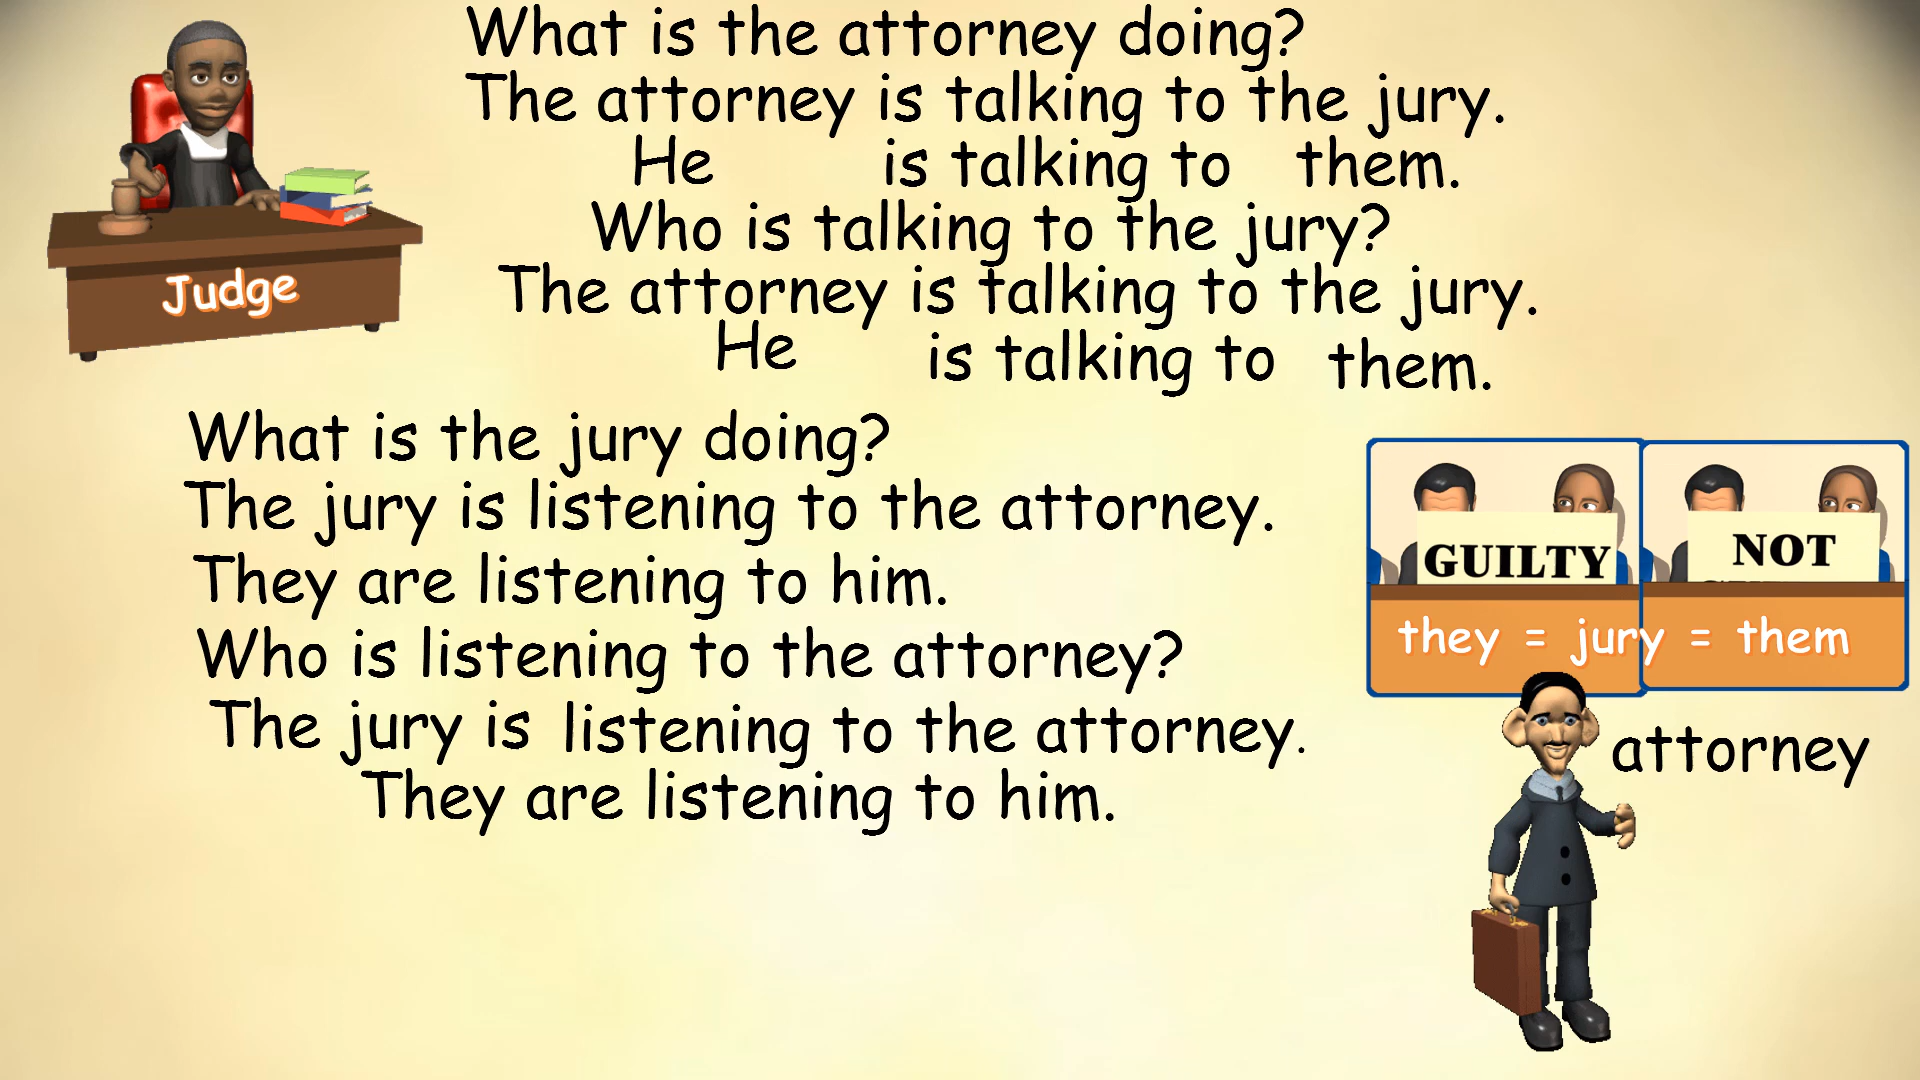 What is the attorney doing?
The attorney is talking to the jury.
He is talking to them.
Who is talking to the jury?
The attorney is talking to the jury.
He is talking to them.
Judge
What is the jury doing?
The jury is listening to the attorney.
They are listening to him.
Who is listening to the attorney?
The jury is listening to the attorney.
They are listening to him.
GUILTY
NOT
they = jury = them
attorney